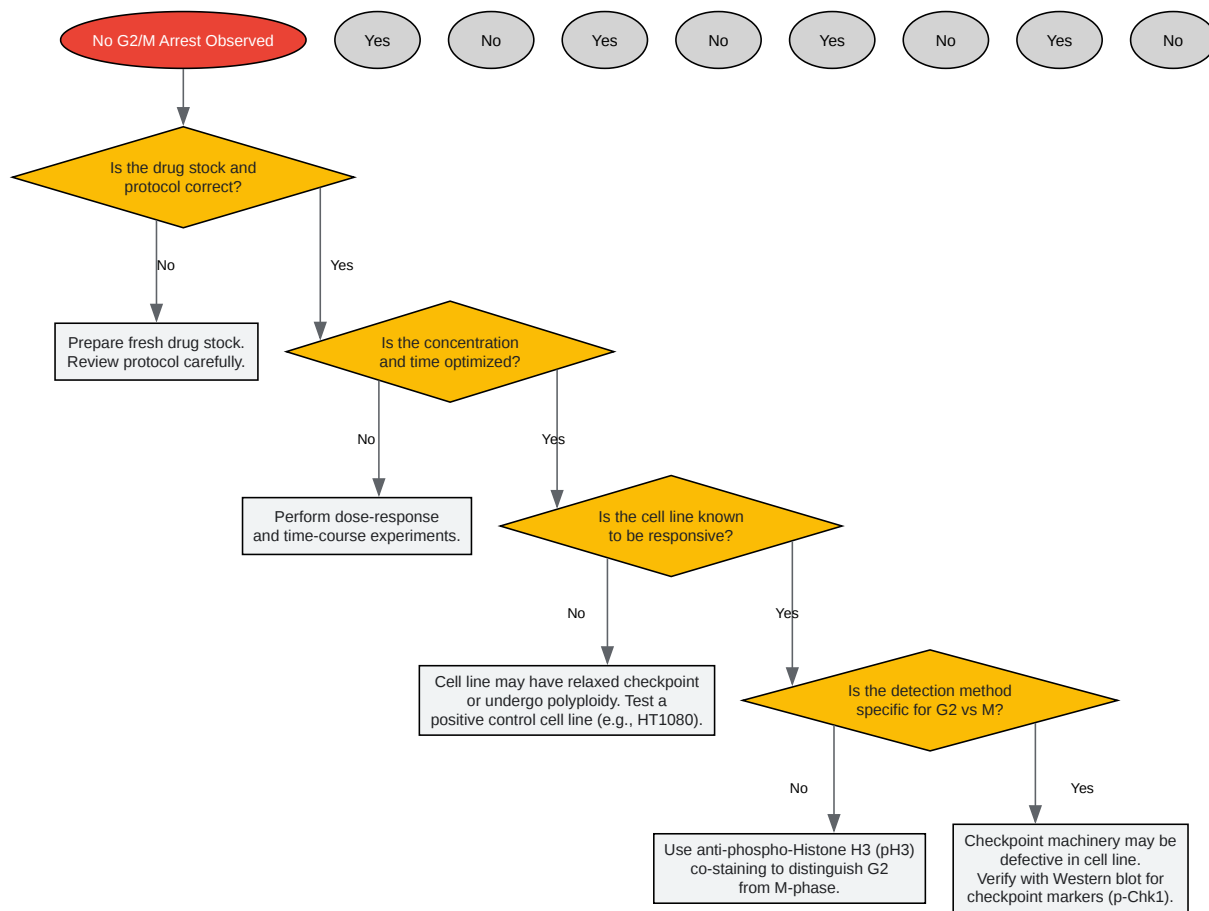 No G2/M Arrest Observed
Yes
No
Yes
No
Yes
No
Yes
No
Is the drug stock and
protocol correct?
No
Yes
Prepare fresh drug stock.
Review protocol carefully.
Is the concentration
and time optimized?
No
Yes
Perform dose-response
and time-course experiments.
Is the cell line known
to be responsive?
No
Yes
Cell line may have relaxed checkpoint
or undergo polyploidy. Test a
positive control cell line (e.g., HT1080).
Is the detection method
specific for G2 vs M?
No
Yes
Use anti-phospho-Histone H3 (pH3)
co-staining to distinguish G2
from M-phase.
Checkpoint machinery may be
defective in cell line.
Verify with Western blot for
checkpoint markers (p-Chk1).